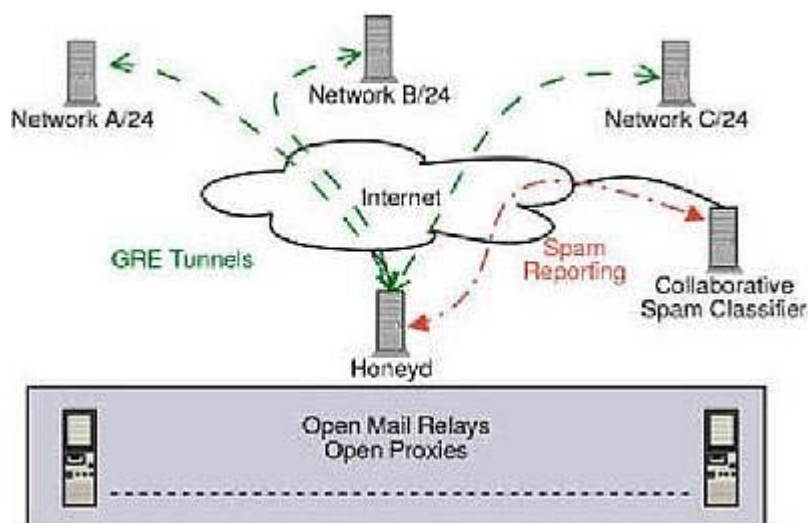 Network A/24
Network B/24
Network C/24
Internet
GRE Tunnels
Spam
Reporting
Collaborative
Spam Classifier
Honeyd
Open Mail Relays
Open Proxies